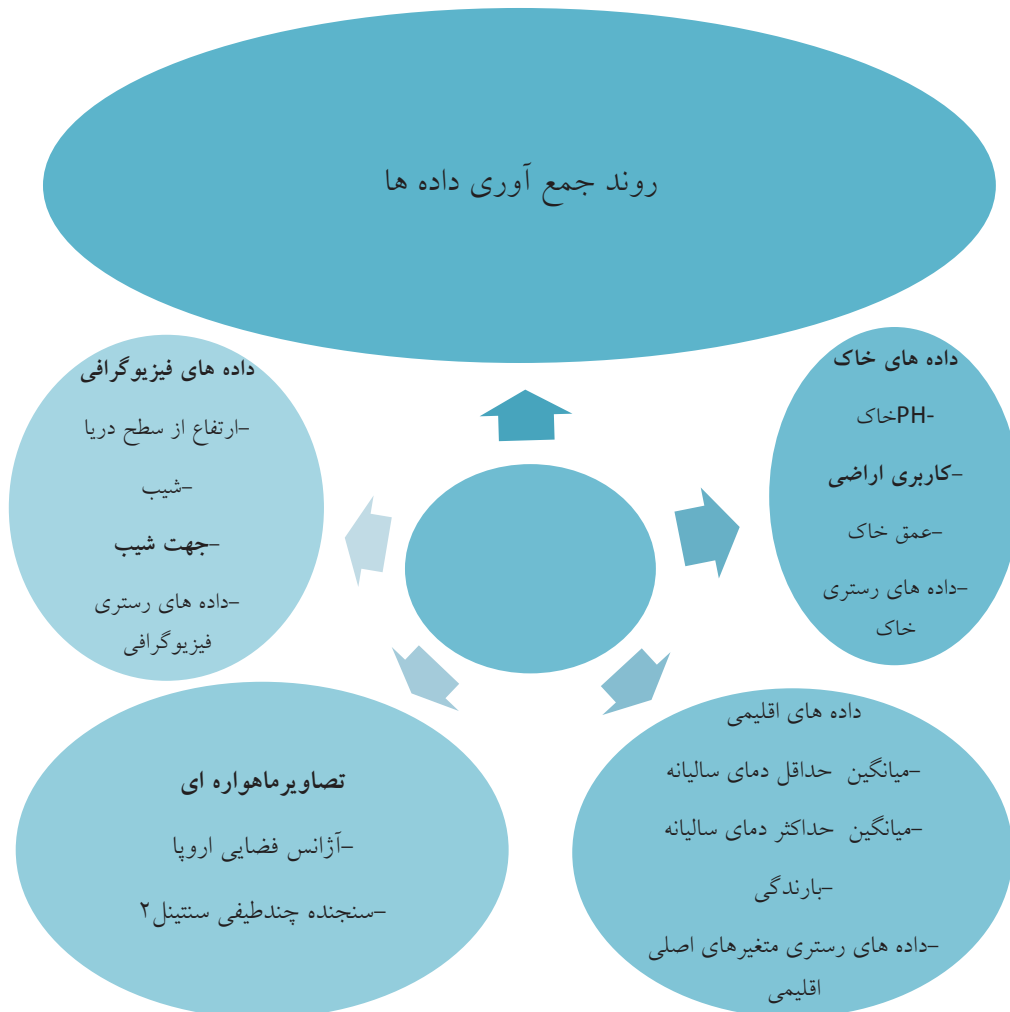 روند جمع آوری داده ها
داده های خاک
-PHخاک
-کاربری اراضی
-عمق خاک
-داده های رستری
خاک
داده های فیزیوگرافی
-ارتفاع از سطح دریا
-شیب
-جهت شیب
-داده های رستری
فیزیوگرافی
داده های اقلیمی
-میانگین حداقل دمای سالیانه
-میانگین حداکثر دمای سالیانه
-بارندگی
-داده های رستری متغیرهای اصلی
اقلیمی
تصاویرماهواره ای
-آژانس فضایی اروپا
-سنجنده چندطیفی سنتینل۲